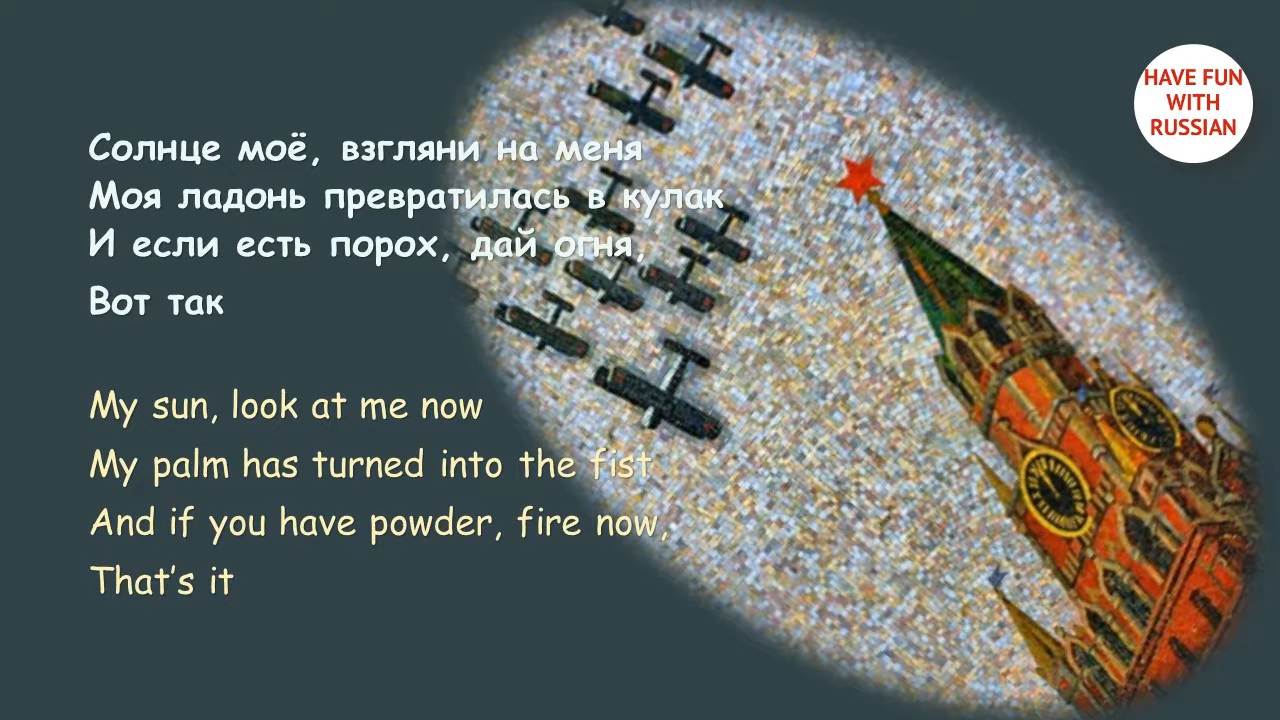 Солнце моё, взгляни на меня
Моя ладонь превратилась в кулак
И если есть порох, дай огня,
Вот так
My sun, look at me now
My palm has turned into the fist
And if you have powder, fire now,
That's it
HAVE FUN
WITH
RUSSIAN